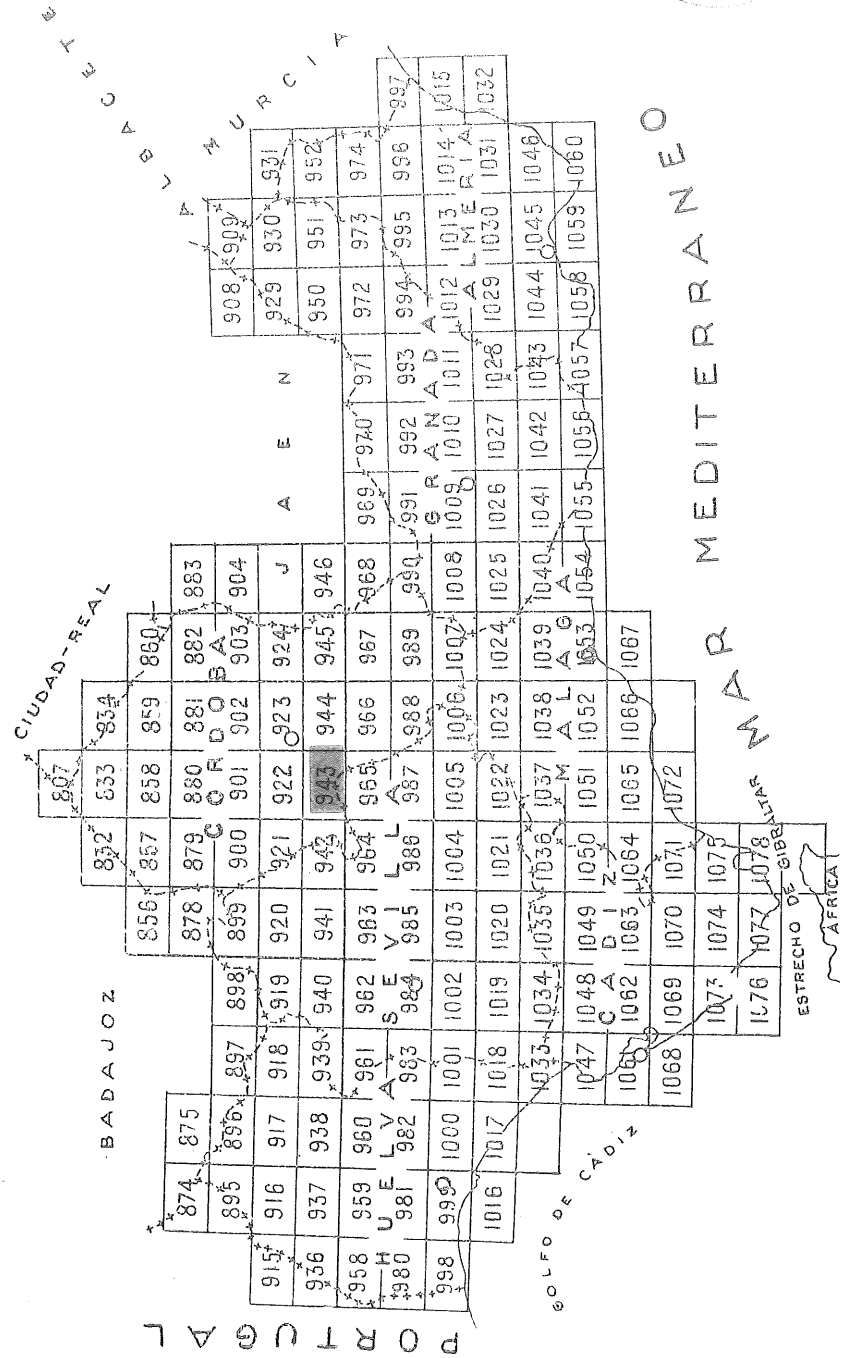 ALBACETE
MURCIA
CIUDAD-REAL
BADAJOZ
PORTUGAL
807
832 833 834
856 857 858 859 860
874 875 878 879 880 881 882 883
CORDOBA
895 896 897 898 899 900 901 902 903 904 908 909
JAEN
915 916 917 918 919 920 921 922 923 924 929 930 931
936 937 938 939 940 941 942 943 944 945 946 950 951 952
958 959 960 961 962 963 964 965 966 967 968 969 970 971 972 973 974
HUELVA SEVILLA
980 981 982 983 984 985 986 987 988 989 990 991 992 993 994 995 996 997
GRANADA
998 999 1000 1001 1002 1003 1004 1005 1006 1007 1008 1009 1010 1011 1012 1013 1014 1015
ALMERIA
1016 1017 1018 1019 1020 1021 1022 1023 1024 1025 1026 1027 1028 1029 1030 1031 1032
1033 1034 1035 1036 1037 1038 1039 1040 1041 1042 1043 1044 1045 1046
MALAGA
1047 1048 1049 1050 1051 1052 1053 1054 1055 1056 1057 1058 1059 1060
CADIZ
1061 1062 1063 1064 1065 1066 1067
1068 1069 1070 1071 1072
1073 1074 1075
1076 1077 1078
GOLFO DE CADIZ
ESTRECHO DE GIBRALTAR
AFRICA
MAR MEDITERRANEO